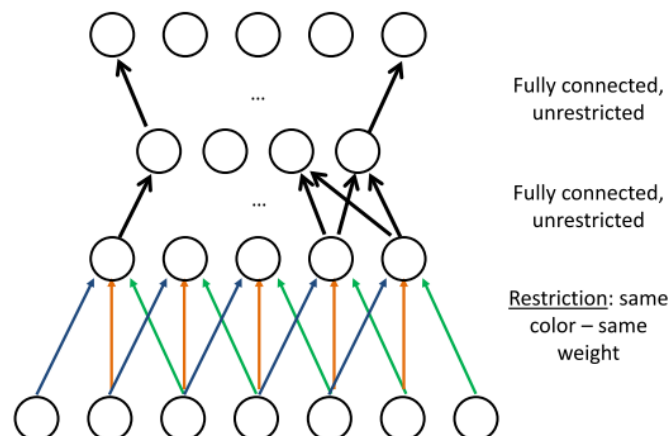 ...
Fully connected,
unrestricted
...
Fully connected,
unrestricted
Restriction: same
color – same
weight